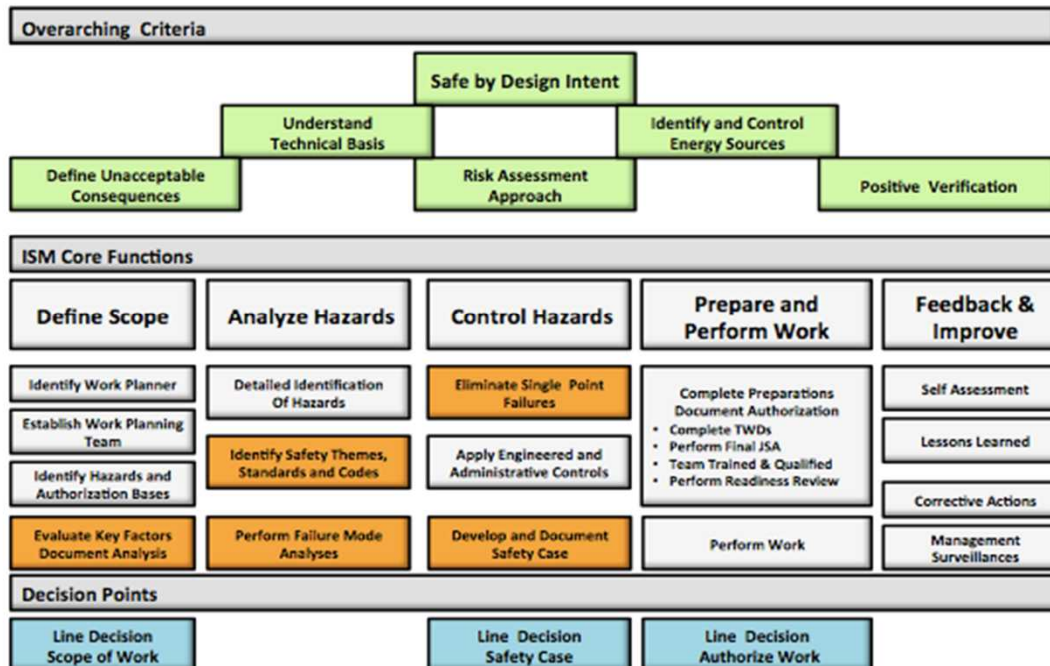 Overarching Criteria
Safe by Design Intent
Understand
Technical Basis
Identify and Control
Energy Sources
Define Unacceptable
Consequences
Risk Assessment
Approach
Positive Verification
ISM Core Functions
Define Scope
Analyze Hazards
Control Hazards
Prepare and
Perform Work
Feedback &
Improve
Identify Work Planner
Establish Work Planning
Team
Identify Hazards and
Authorization Bases
Evaluate Key Factors
Document Analysis
Detailed Identification
Of Hazards
Identify Safety Themes,
Standards and Codes
Perform Failure Mode
Analyses
Eliminate Single Point
Failures
Apply Engineered and
Administrative Controls
Develop and Document
Safety Case
Complete Preparations
Document Authorization
• Complete TWDs
• Perform Final JSA
• Team Trained & Qualified
• Perform Readiness Review
Perform Work
Self Assessment
Lessons Learned
Corrective Actions
Management
Surveillances
Decision Points
Line Decision
Scope of Work
Line Decision
Safety Case
Line Decision
Authorize Work